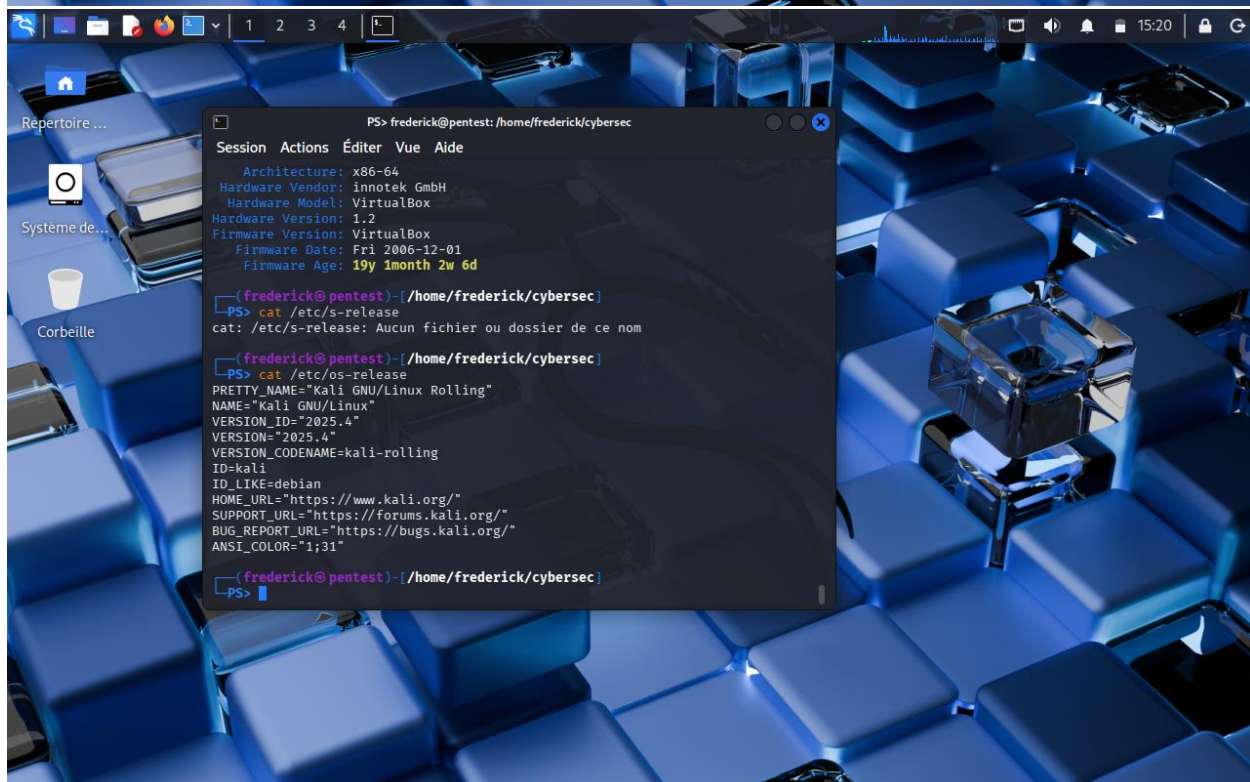 1 2 3 4 15:20
Répertoire ...
Système de...
Corbeille
PS> frederick@pentest: /home/frederick/cybersec
Session Actions Éditer Vue Aide
Architecture: x86-64
Hardware Vendor: innotek GmbH
Hardware Model: VirtualBox
Hardware Version: 1.2
Firmware Version: VirtualBox
Firmware Date: Fri 2006-12-01
Firmware Age: 19y 1month 2w 6d
┌──(frederick㉿pentest)-[/home/frederick/cybersec]
└─PS> cat /etc/s-release
cat: /etc/s-release: Aucun fichier ou dossier de ce nom
┌──(frederick㉿pentest)-[/home/frederick/cybersec]
└─PS> cat /etc/os-release
PRETTY_NAME="Kali GNU/Linux Rolling"
NAME="Kali GNU/Linux"
VERSION_ID="2025.4"
VERSION="2025.4"
VERSION_CODENAME=kali-rolling
ID=kali
ID_LIKE=debian
HOME_URL="https://www.kali.org/"
SUPPORT_URL="https://forums.kali.org/"
BUG_REPORT_URL="https://bugs.kali.org/"
ANSI_COLOR="1;31"
┌──(frederick㉿pentest)-[/home/frederick/cybersec]
└─PS>